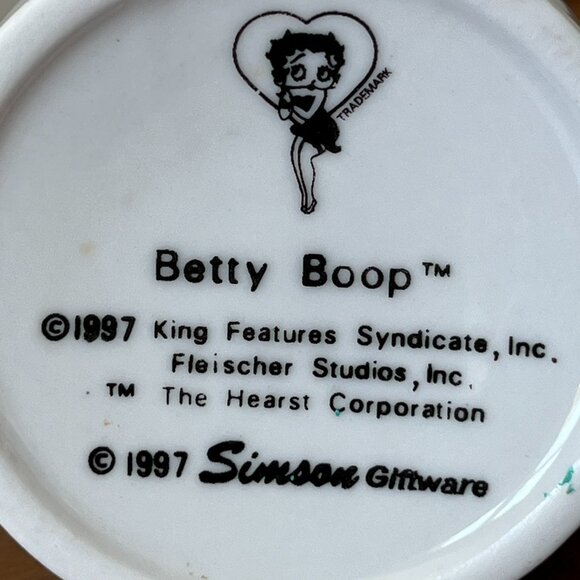 TRADEMARK
Betty Boop™
©1997 King Features Syndicate, Inc.
Fleischer Studios, Inc.
™ The Hearst Corporation
© 1997 Simson Giftware